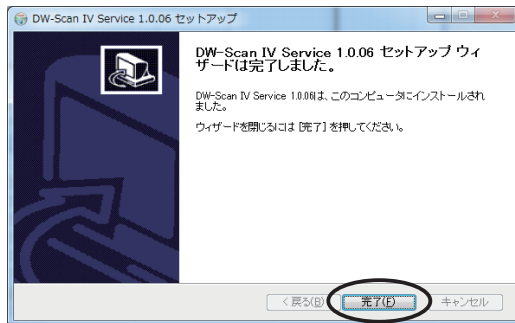 DW-Scan IV Service 1.0.06 セットアップ
DW-Scan IV Service 1.0.06 セットアップ ウィ
ザードは完了しました。
DW-Scan IV Service 1.0.06は、このコンピュータにインストールされ
ました。
ウィザードを閉じるには [完了] を押してください。
< 戻る(B)
完了(F)
キャンセル